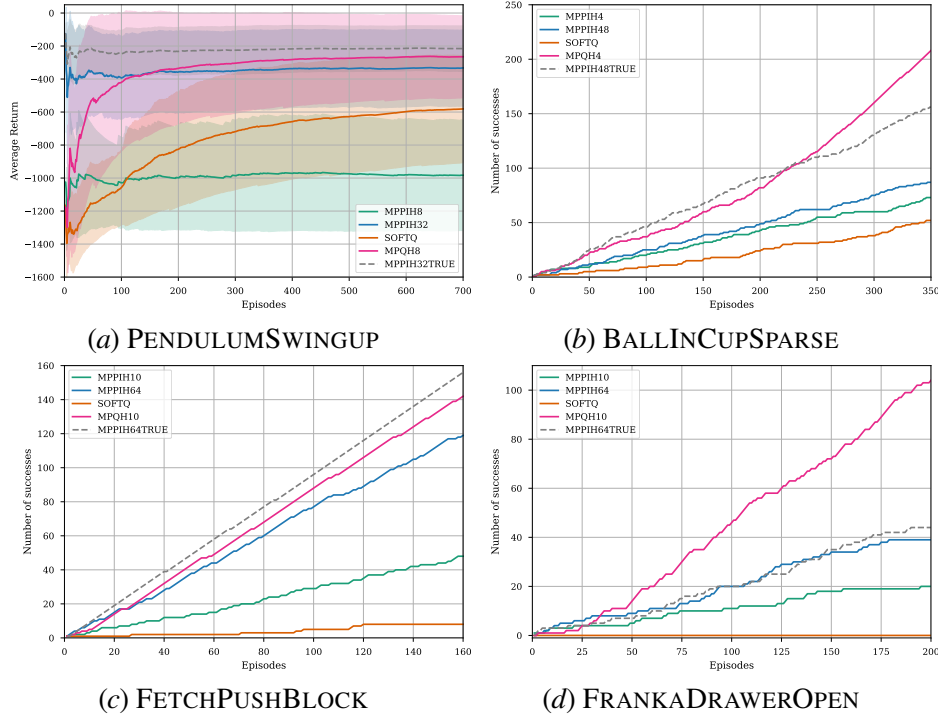 −200
−400
−600
−800
−1000
−1200
−1400
−1600
0
100
200
300
400
500
600
700
Average Return
Episodes
MPPIH8
MPPIH32
SOFTQ
MPQH8
MPPIH32TRUE
(a) PENDULUMSWINGUP
250
200
150
100
50
0
0
50
100
150
200
250
300
350
Number of successes
Episodes
MPPIH4
MPPIH48
SOFTQ
MPQH4
MPPIH48TRUE
(b) BALLINCUPSPARSE
160
140
120
100
80
60
40
20
0
0
20
40
60
80
100
120
140
160
Number of successes
Episodes
MPPIH10
MPPIH64
SOFTQ
MPQH10
MPPIH64TRUE
(c) FETCHPUSHBLOCK
100
80
60
40
20
0
0
25
50
75
100
125
150
175
200
Number of successes
Episodes
MPPIH10
MPPIH64
SOFTQ
MPQH10
MPPIH64TRUE
(d) FRANKADRAWEROPEN